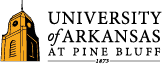 UNIVERSITY
of ARKANSAS
AT PINE BLUFF
1873